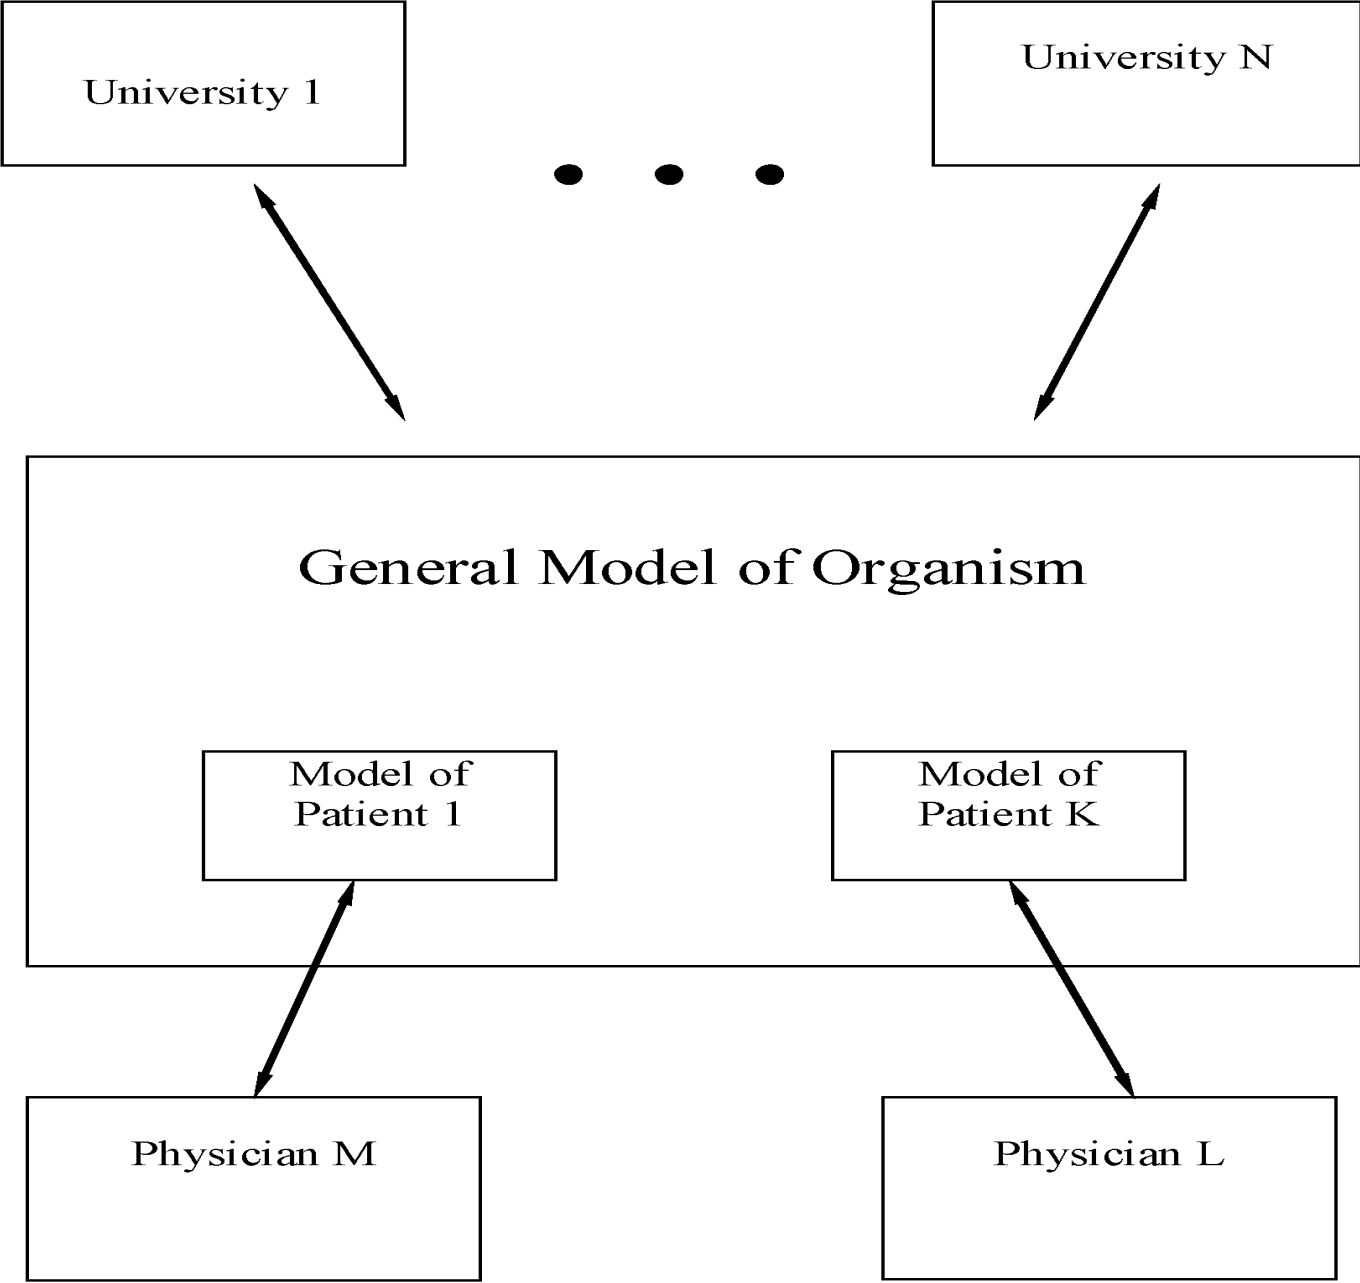 University 1
University N
General Model of Organism
Model of
Patient 1
Model of
Patient K
Physician M
Physician L